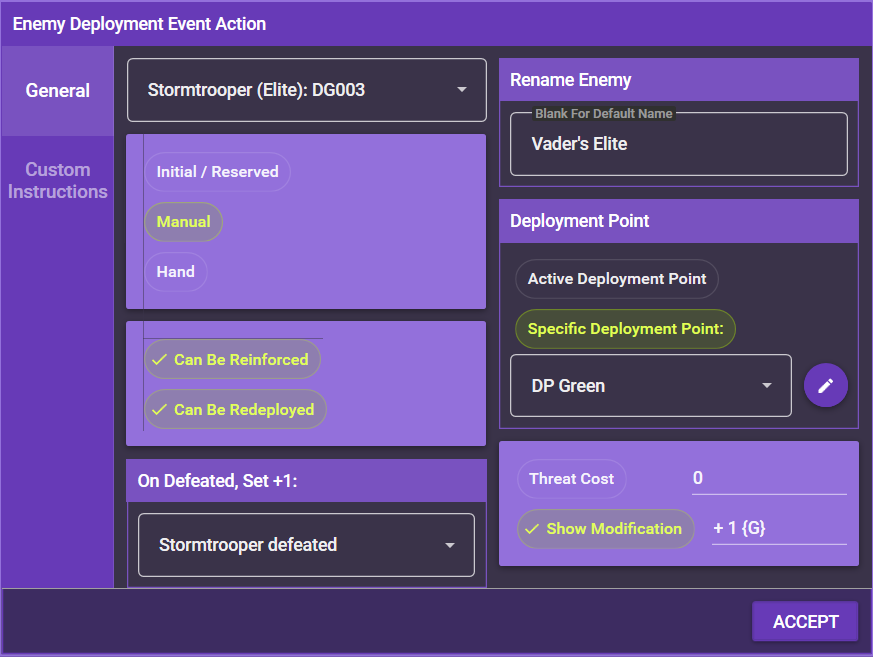 Enemy Deployment Event Action
General
Custom
Instructions
Stormtrooper (Elite): DG003
Initial / Reserved
Manual
Hand
Can Be Reinforced
Can Be Redeployed
On Defeated, Set +1:
Stormtrooper defeated
Rename Enemy
Blank For Default Name
Vader's Elite
Deployment Point
Active Deployment Point
Specific Deployment Point:
DP Green
Threat Cost
0
Show Modification
+ 1 {G}
ACCEPT